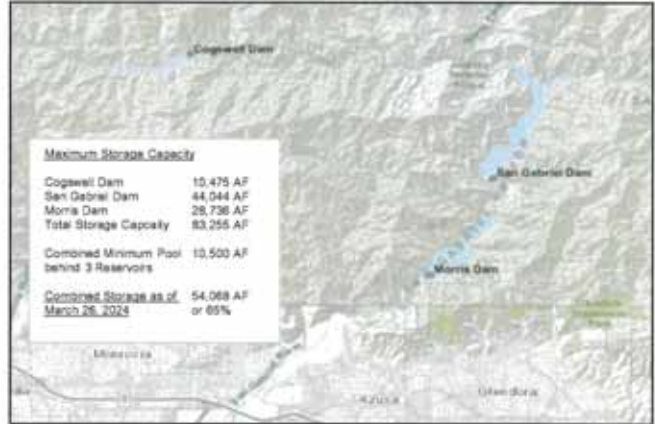 Cogswell Dam
San Gabriel Dam
Morris Dam
Maximum Storage Capacity
Cogswell Dam 10,475 AF
San Gabriel Dam 44,044 AF
Morris Dam 28,736 AF
Total Storage Capacity 83,255 AF
Combined Minimum Pool 10,500 AF
behind 3 Reservoirs
Combined Storage as of 54,068 AF
March 26, 2024 or 65%
Monrovia
Azusa
Glendora